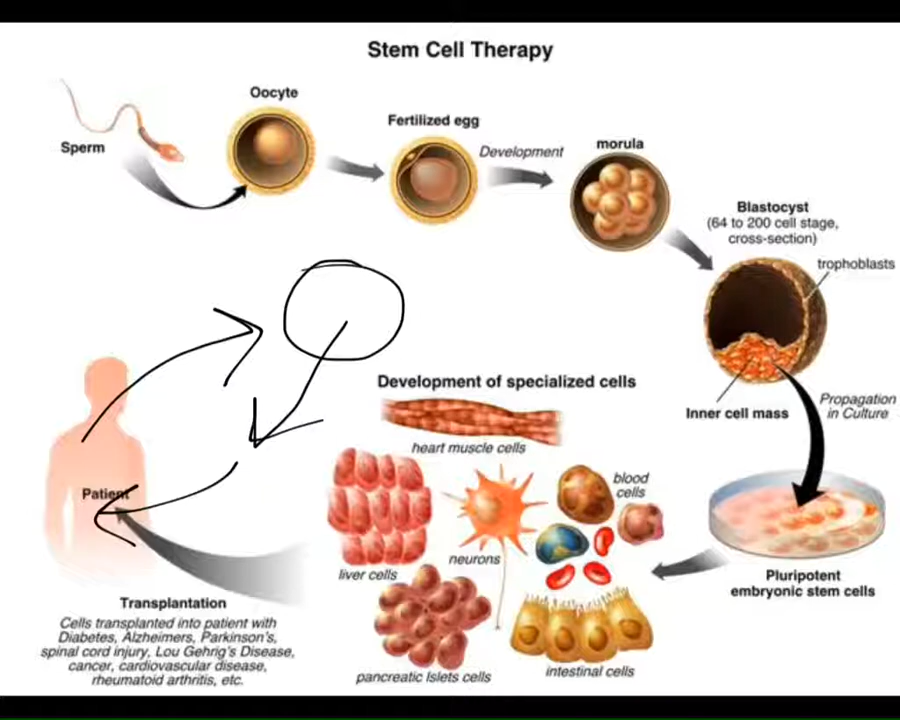 Stem Cell Therapy
Sperm
Oocyte
Fertilized egg
Development
morula
Blastocyst
(64 to 200 cell stage,
cross-section)
trophoblasts
Inner cell mass
Propagation
in Culture
Pluripotent
embryonic stem cells
Development of specialized cells
heart muscle cells
blood
cells
liver cells
neurons
pancreatic Islets cells
intestinal cells
Patient
Transplantation
Cells transplanted into patient with
Diabetes, Alzheimers, Parkinson's,
spinal cord injury, Lou Gehrig's Disease,
cancer, cardiovascular disease,
rheumatoid arthritis, etc.